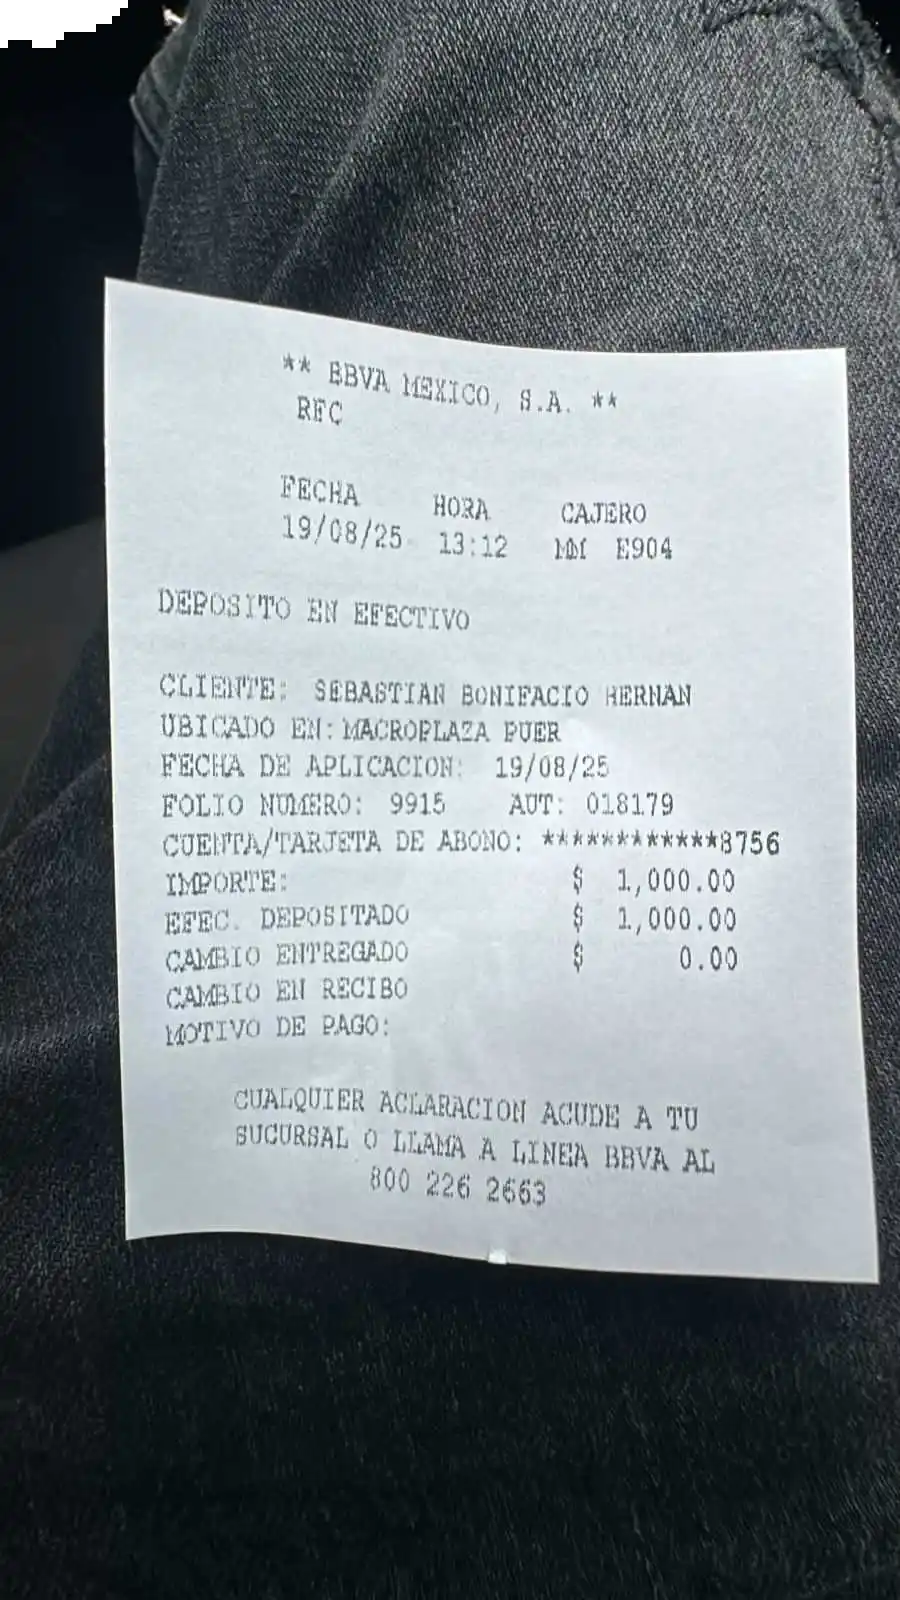 ** BBVA MEXICO, S.A. **
RFC
FECHA HORA CAJERO
19/08/25 13:12 MM E904
DEPOSITO EN EFECTIVO
CLIENTE: SEBASTIAN BONIFACIO HERNAN
UBICADO EN: MACROPLAZA PUER
FECHA DE APLICACION: 19/08/25
FOLIO NUMERO: 9915 AUT: 018179
CUENTA/TARJETA DE ABONO: ************8756
IMPORTE: $ 1,000.00
EFEC. DEPOSITADO $ 1,000.00
CAMBIO ENTREGADO $ 0.00
CAMBIO EN RECIBO
MOTIVO DE PAGO:
CUALQUIER ACLARACION ACUDE A TU
SUCURSAL O LLAMA A LINEA BBVA AL
800 226 2663